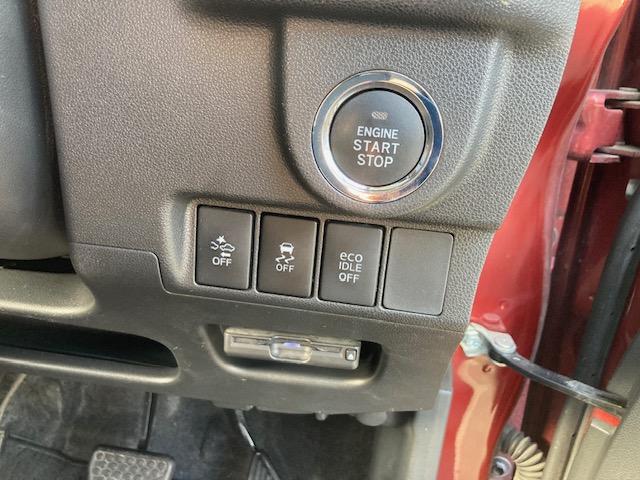 ENGINE
START
STOP
OFF
OFF
eco
IDLE
OFF